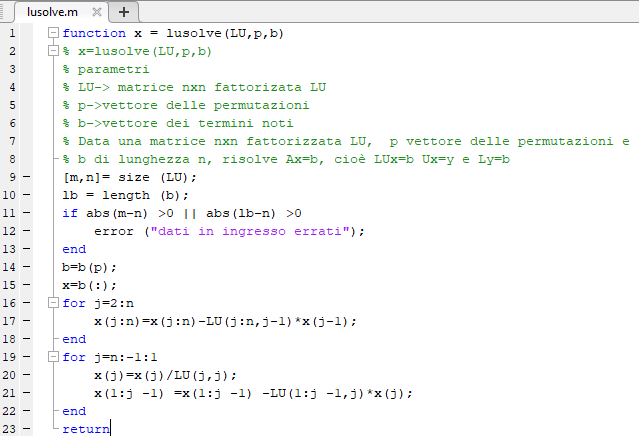 lusolve.m
1 function x = lusolve(LU,p,b)
2 % x=lusolve(LU,p,b)
3 % parametri
4 % LU-> matrice nxn fattorizata LU
5 % p->vettore delle permutazioni
6 % b->vettore dei termini noti
7 % Data una matrice nxn fattorizzata LU,  p vettore delle permutazioni e
8 % b di lunghezza n, risolve Ax=b, cioè LUx=b Ux=y e Ly=b
9 [m,n]= size (LU);
10 lb = length (b);
11 if abs(m-n) >0 || abs(lb-n) >0
12     error ("dati in ingresso errati");
13 end
14 b=b(p);
15 x=b(:);
16 for j=2:n
17     x(j:n)=x(j:n)-LU(j:n,j-1)*x(j-1);
18 end
19 for j=n:-1:1
20     x(j)=x(j)/LU(j,j);
21     x(1:j -1) =x(1:j -1) -LU(1:j -1,j)*x(j);
22 end
23 return